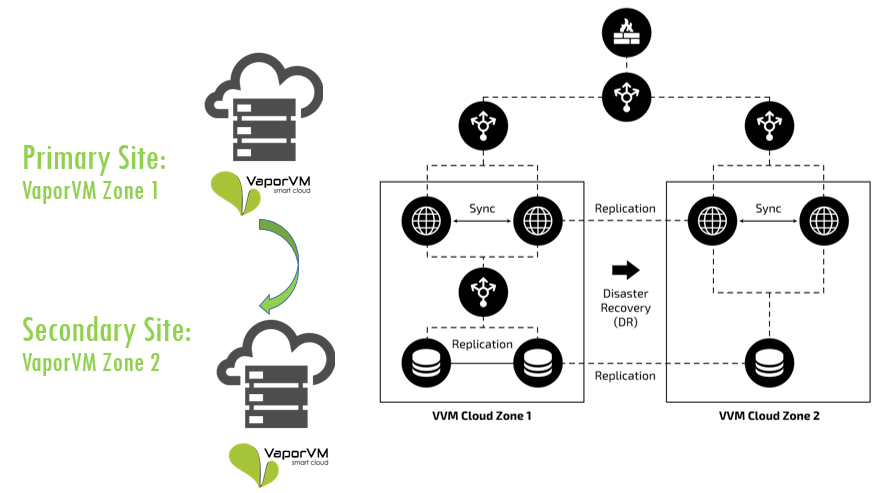 Primary Site:
VaporVM Zone 1
VaporVM
smart cloud
Secondary Site:
VaporVM Zone 2
VaporVM
smart cloud
Sync
Replication
Sync
Disaster
Recovery
(DR)
Replication
Replication
VVM Cloud Zone 1
VVM Cloud Zone 2